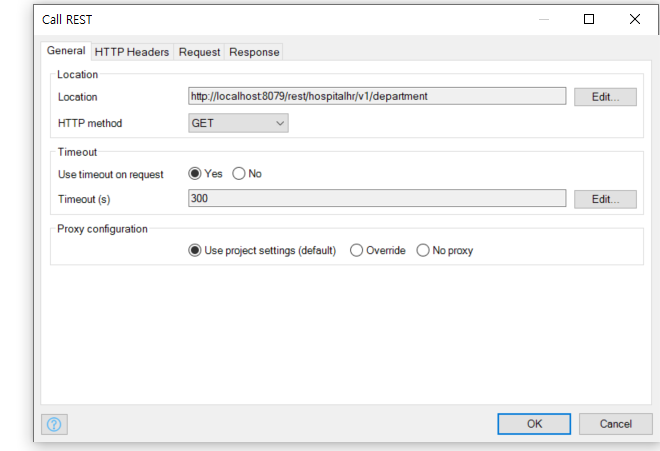 Call REST
General HTTP Headers Request Response
Location
Location http://localhost:8079/rest/hospitalhr/v1/department Edit...
HTTP method GET
Timeout
Use timeout on request Yes No
Timeout (s) 300 Edit...
Proxy configuration
Use project settings (default) Override No proxy
? OK Cancel